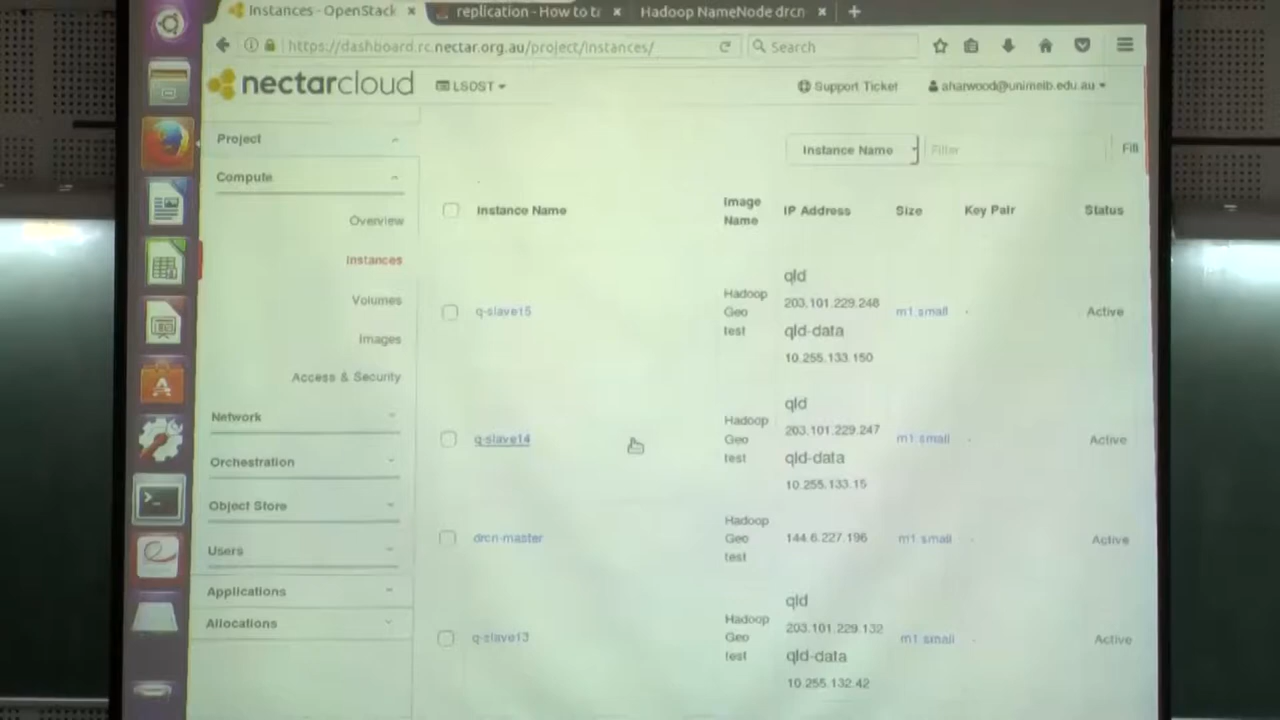 Instances - OpenStack
replication - How to t
Hadoop NameNode drcn
https://dashboard.rc.nectar.org.au/project/instances/
Search
nectarcloud
LSDST
Support Ticket
aharwood@unimelb.edu.au
Project
Instance Name
Filter
Filt
Compute
Overview
Instance Name
Image Name
IP Address
Size
Key Pair
Status
Instances
Volumes
Images
Access & Security
Network
Orchestration
Object Store
Users
Applications
Allocations
q-slave15
Hadoop Geo test
qld
203.101.229.248
qld-data
10.255.133.150
m1.small
-
Active
q-slave14
Hadoop Geo test
qld
203.101.229.247
qld-data
10.255.133.15
m1.small
-
Active
drcn-master
Hadoop Geo test
144.6.227.196
m1.small
-
Active
q-slave13
Hadoop Geo test
qld
203.101.229.132
qld-data
10.255.132.42
m1.small
-
Active